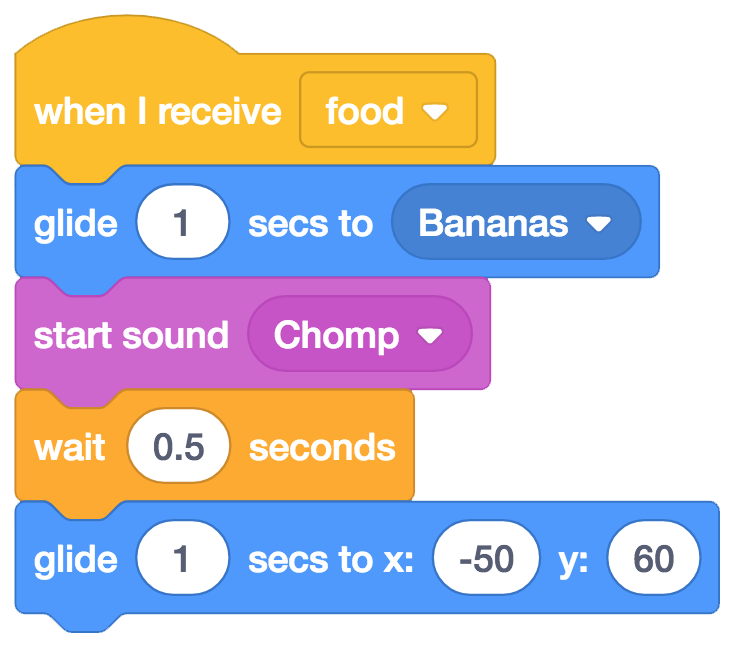 when I receive food
glide 1 secs to Bananas
start sound Chomp
wait 0.5 seconds
glide 1 secs to x: -50 y: 60